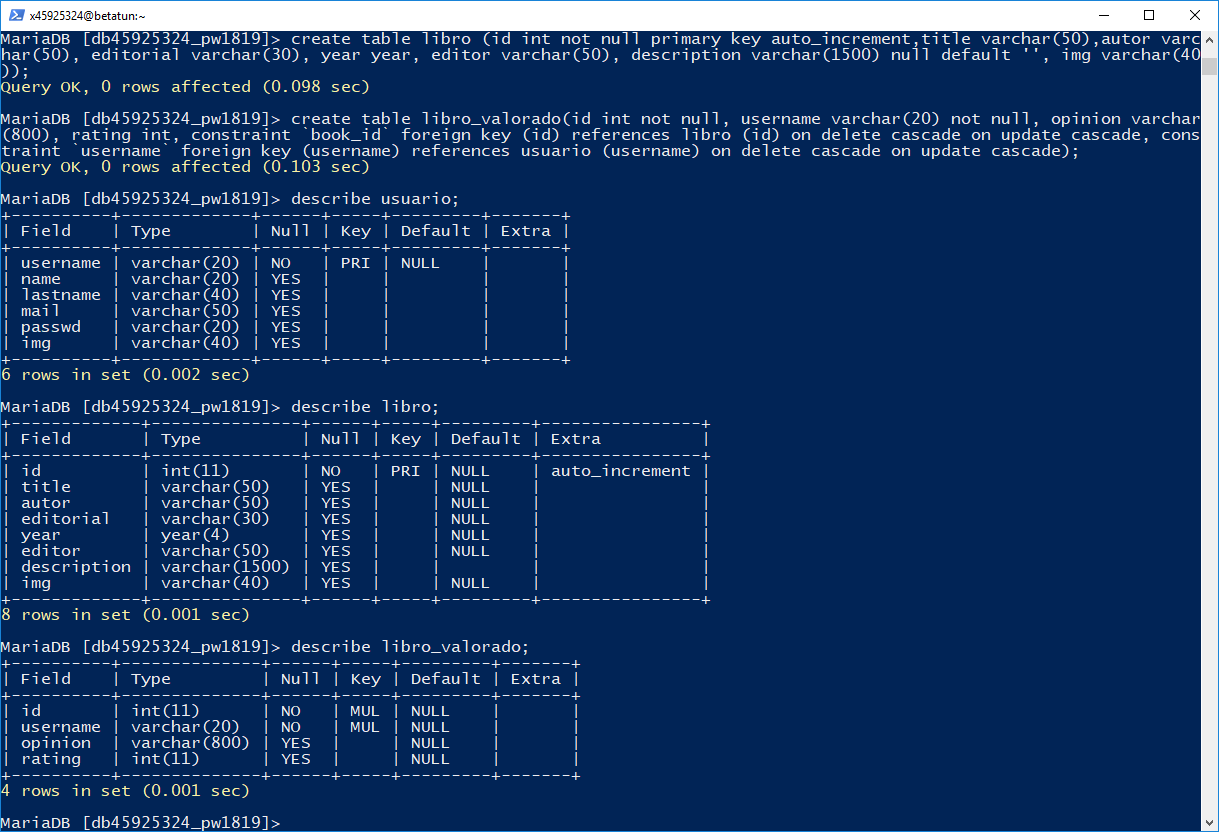 x45925324@betatun:~
MariaDB [db45925324_pw1819]> create table libro (id int not null primary key auto_increment,title varchar(50),autor varc
har(50), editorial varchar(30), year year, editor varchar(50), description varchar(1500) null default '', img varchar(40
));
Query OK, 0 rows affected (0.098 sec)

MariaDB [db45925324_pw1819]> create table libro_valorado(id int not null, username varchar(20) not null, opinion varchar
(800), rating int, constraint `book_id` foreign key (id) references libro (id) on delete cascade on update cascade, cons
traint `username` foreign key (username) references usuario (username) on delete cascade on update cascade);
Query OK, 0 rows affected (0.103 sec)

MariaDB [db45925324_pw1819]> describe usuario;
+----------+-------------+------+-----+---------+-------+
| Field    | Type        | Null | Key | Default | Extra |
+----------+-------------+------+-----+---------+-------+
| username | varchar(20) | NO   | PRI | NULL    |       |
| name     | varchar(20) | YES  |     |         |       |
| lastname | varchar(40) | YES  |     |         |       |
| mail     | varchar(50) | YES  |     |         |       |
| passwd   | varchar(20) | YES  |     |         |       |
| img      | varchar(40) | YES  |     |         |       |
+----------+-------------+------+-----+---------+-------+
6 rows in set (0.002 sec)

MariaDB [db45925324_pw1819]> describe libro;
+-------------+---------------+------+-----+---------+----------------+
| Field       | Type          | Null | Key | Default | Extra          |
+-------------+---------------+------+-----+---------+----------------+
| id          | int(11)       | NO   | PRI | NULL    | auto_increment |
| title       | varchar(50)   | YES  |     | NULL    |                |
| autor       | varchar(50)   | YES  |     | NULL    |                |
| editorial   | varchar(30)   | YES  |     | NULL    |                |
| year        | year(4)       | YES  |     | NULL    |                |
| editor      | varchar(50)   | YES  |     | NULL    |                |
| description | varchar(1500) | YES  |     |         |                |
| img         | varchar(40)   | YES  |     | NULL    |                |
+-------------+---------------+------+-----+---------+----------------+
8 rows in set (0.001 sec)

MariaDB [db45925324_pw1819]> describe libro_valorado;
+----------+--------------+------+-----+---------+-------+
| Field    | Type         | Null | Key | Default | Extra |
+----------+--------------+------+-----+---------+-------+
| id       | int(11)      | NO   | MUL | NULL    |       |
| username | varchar(20)  | NO   | MUL | NULL    |       |
| opinion  | varchar(800) | YES  |     | NULL    |       |
| rating   | int(11)      | YES  |     | NULL    |       |
+----------+--------------+------+-----+---------+-------+
4 rows in set (0.001 sec)

MariaDB [db45925324_pw1819]>